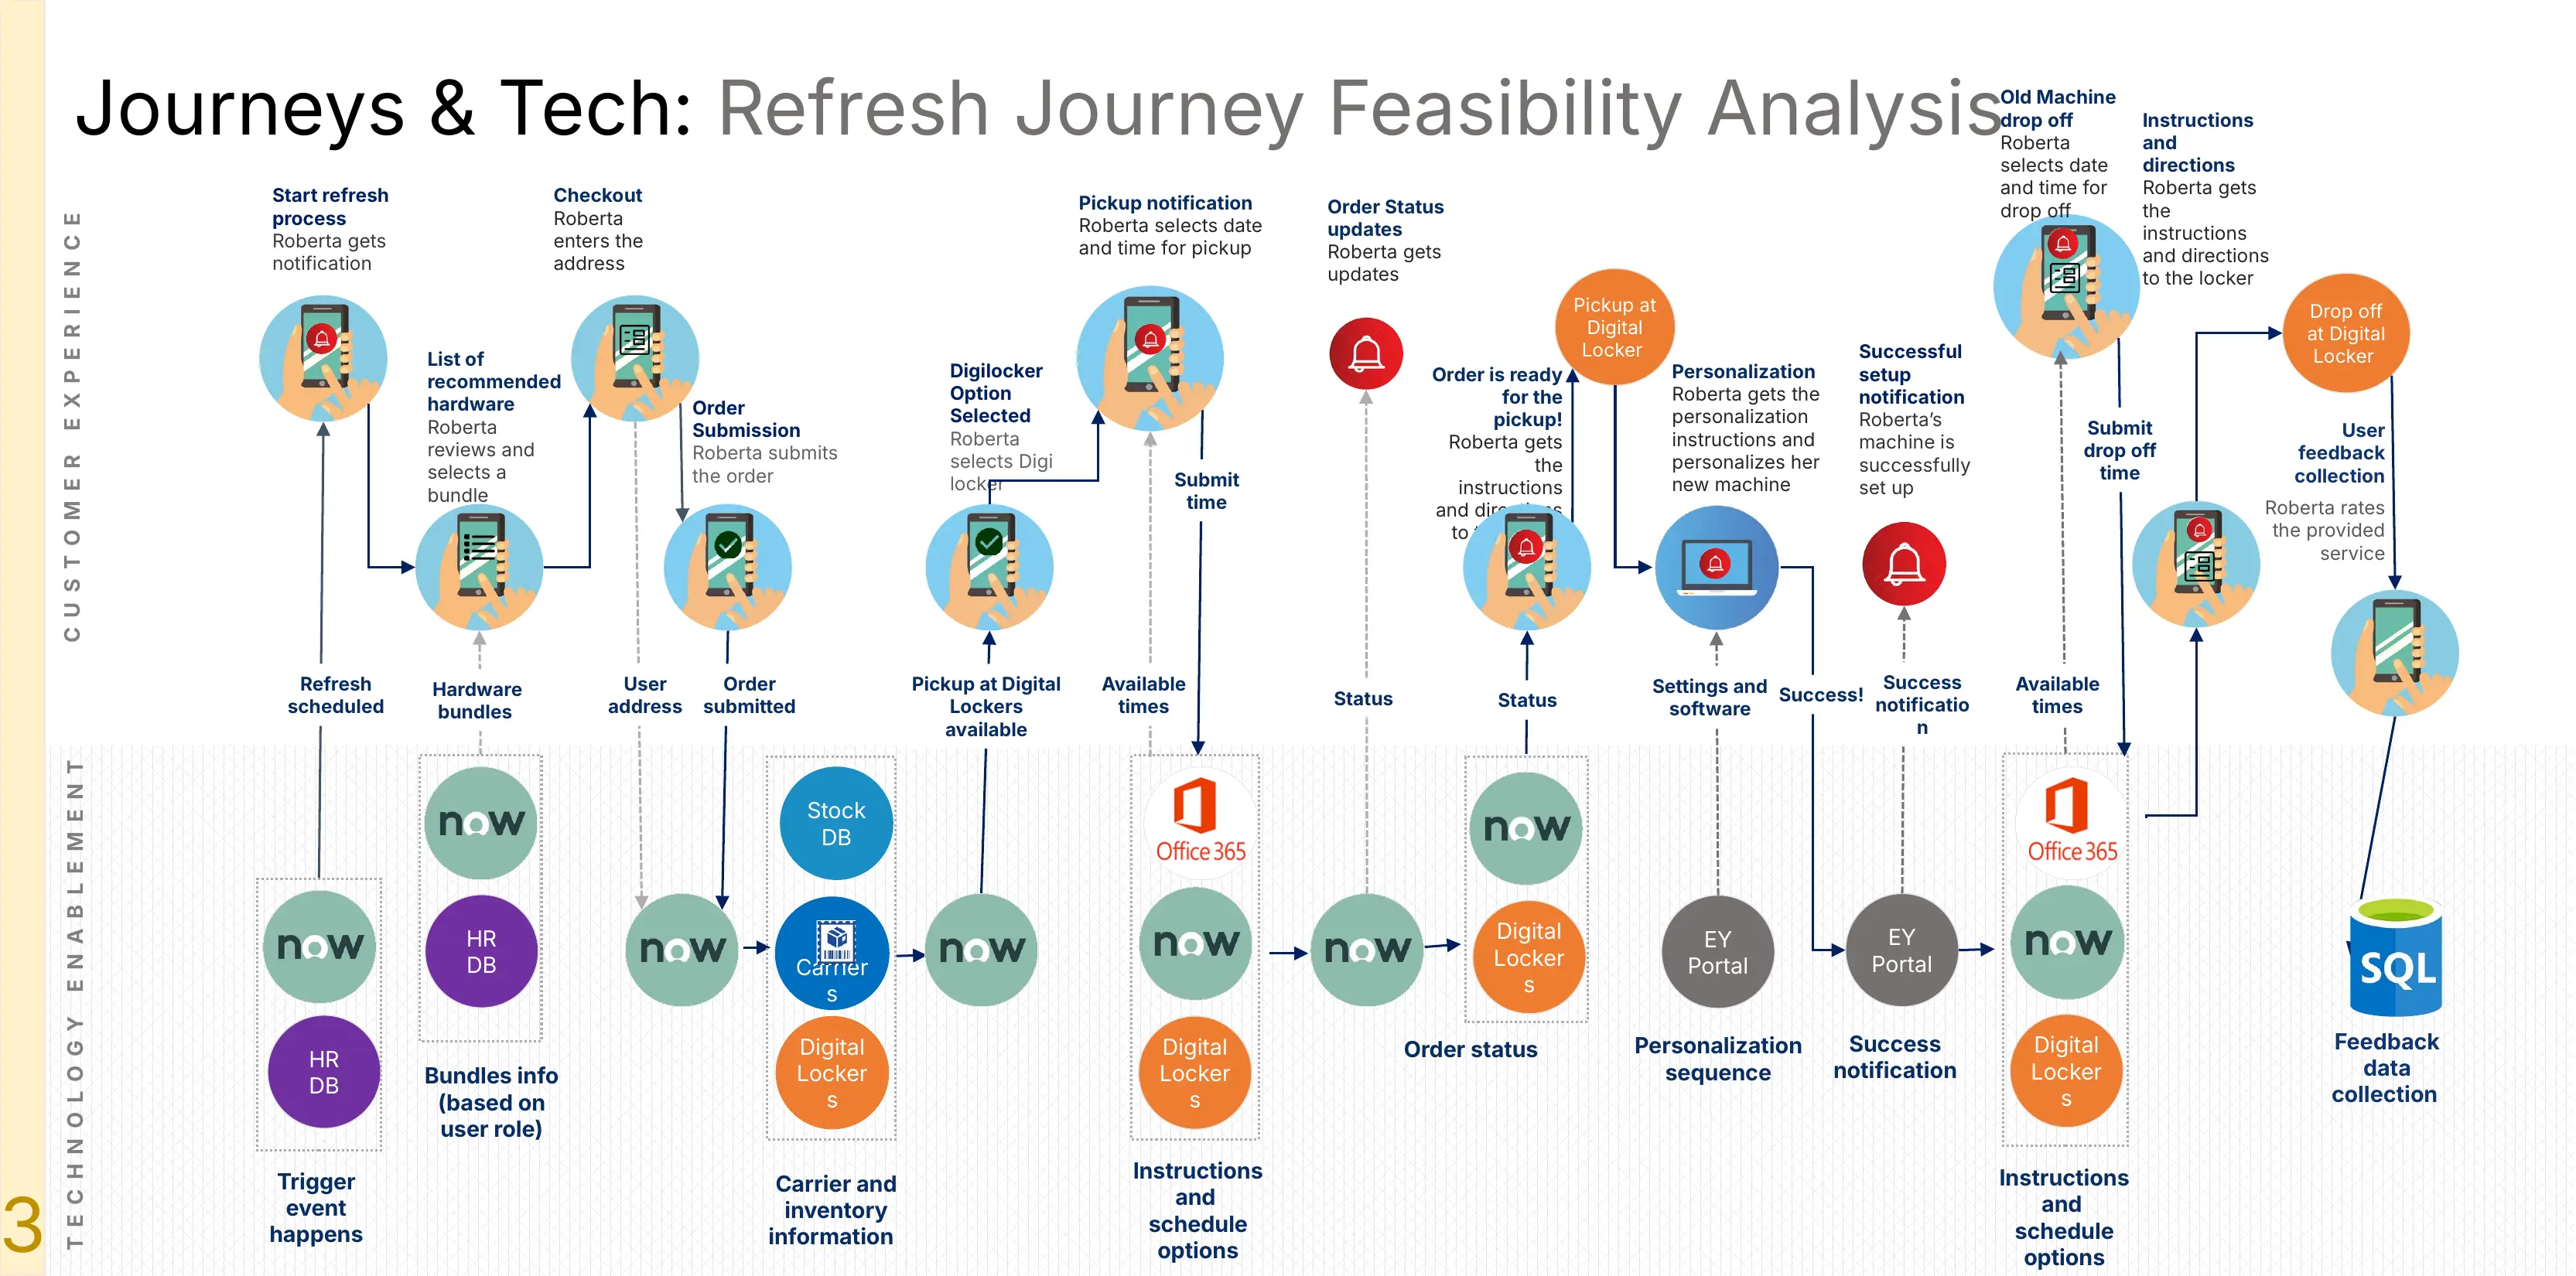 Journeys & Tech: Refresh Journey Feasibility Analysis
CUSTOMER EXPERIENCE
Start refresh
process
Roberta gets
notification
List of
recommended
hardware
Roberta
reviews and
selects a
bundle
Checkout
Roberta
enters the
address
Order
Submission
Roberta submits
the order
Digilocker
Option
Selected
Roberta
selects Digi
locker
Pickup notification
Roberta selects date
and time for pickup
Submit
time
Order Status
updates
Roberta gets
updates
Order is ready
for the
pickup!
Roberta gets
the
instructions
and directions
to
Pickup at
Digital
Locker
Personalization
Roberta gets the
personalization
instructions and
personalizes her
new machine
Successful
setup
notification
Roberta's
machine is
successfully
set up
Old Machine
drop off
Roberta
selects date
and time for
drop off
Instructions
and
directions
Roberta gets
the
instructions
and directions
to the locker
Submit
drop off
time
Drop off
at Digital
Locker
User
feedback
collection
Roberta rates
the provided
service
Refresh
scheduled
Hardware
bundles
User
address
Order
submitted
Pickup at Digital
Lockers
available
Available
times
Status
Status
Settings and
software
Success!
Success
notificatio
n
Available
times
TECHNOLOGY ENABLEMENT
now
HR
DB
Trigger
event
happens
now
HR
DB
Bundles info
(based on
user role)
now
Stock
DB
Carrier
s
Digital
Locker
s
Carrier and
inventory
information
now
Office 365
now
Digital
Locker
s
Instructions
and
schedule
options
now
now
Digital
Locker
s
Order status
EY
Portal
Personalization
sequence
EY
Portal
Success
notification
Office 365
now
Digital
Locker
s
Instructions
and
schedule
options
SQL
Feedback
data
collection
3